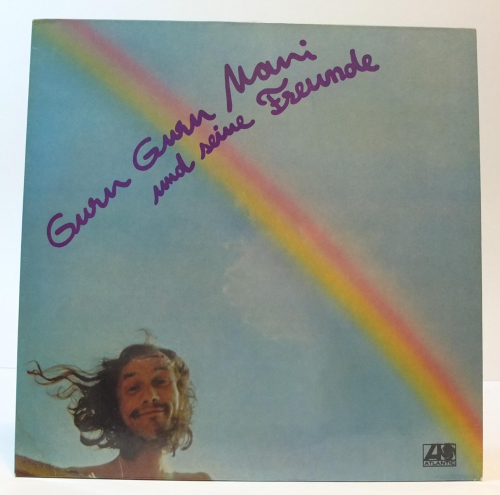 Guru Guru Mani
und seine Freunde
ATLANTIC